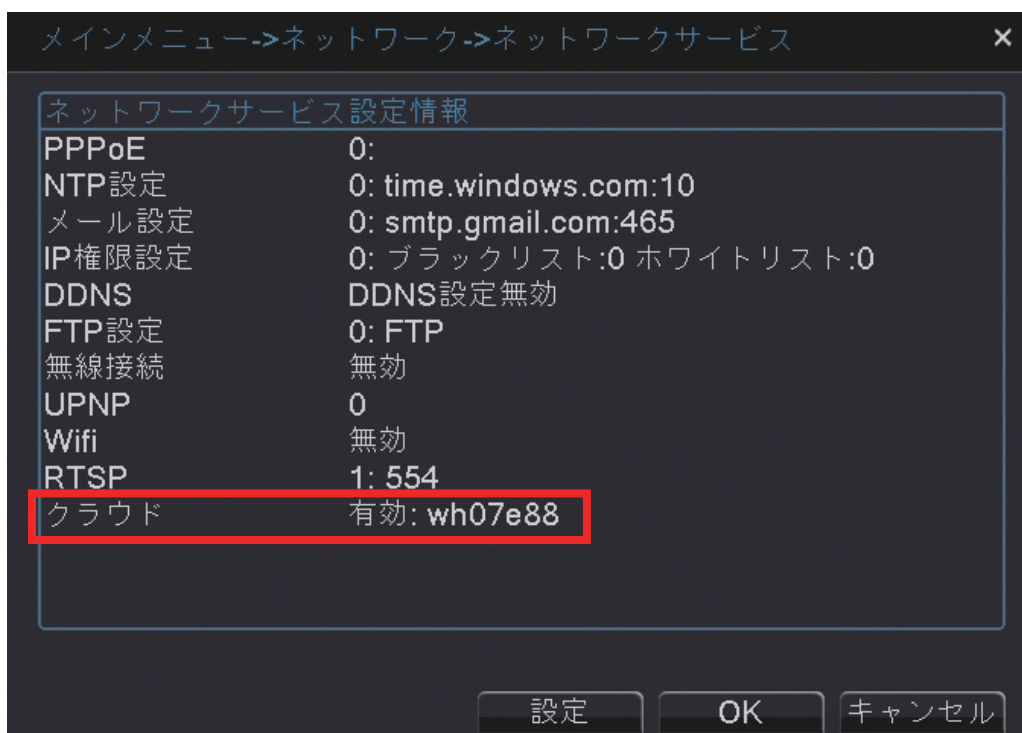 メインメニュー->ネットワーク->ネットワークサービス ×
ネットワークサービス設定情報
PPPoE 0:
NTP設定 0: time.windows.com:10
メール設定 0: smtp.gmail.com:465
IP権限設定 0: ブラックリスト:0 ホワイトリスト:0
DDNS DDNS設定無効
FTP設定 0: FTP
無線接続 無効
UPNP 0
Wifi 無効
RTSP 1: 554
クラウド 有効: wh07e88
設定 OK キャンセル